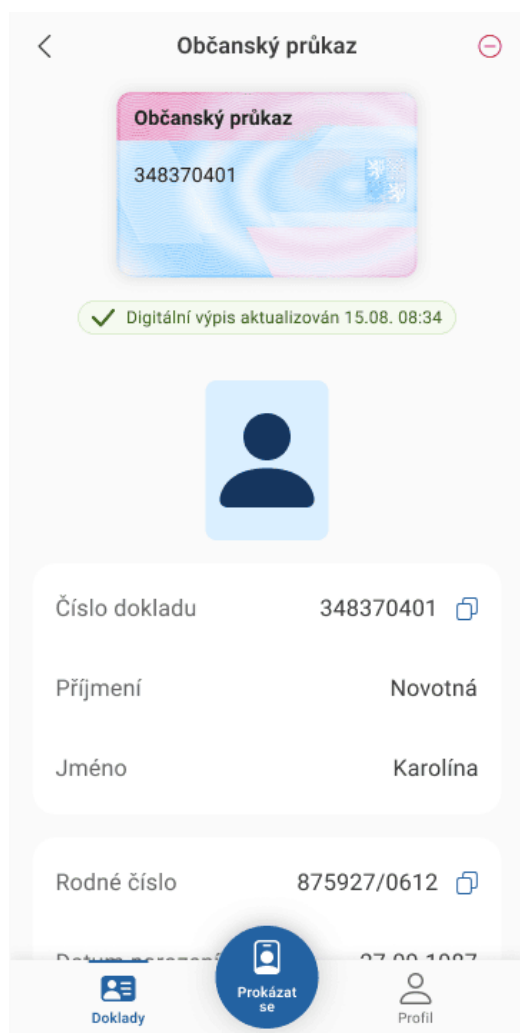 Občanský průkaz
Občanský průkaz
348370401
Digitální výpis aktualizován 15.08. 08:34
Číslo dokladu 348370401
Příjmení Novotná
Jméno Karolína
Rodné číslo 875927/0612
Prokázat
se
Doklady
Profil